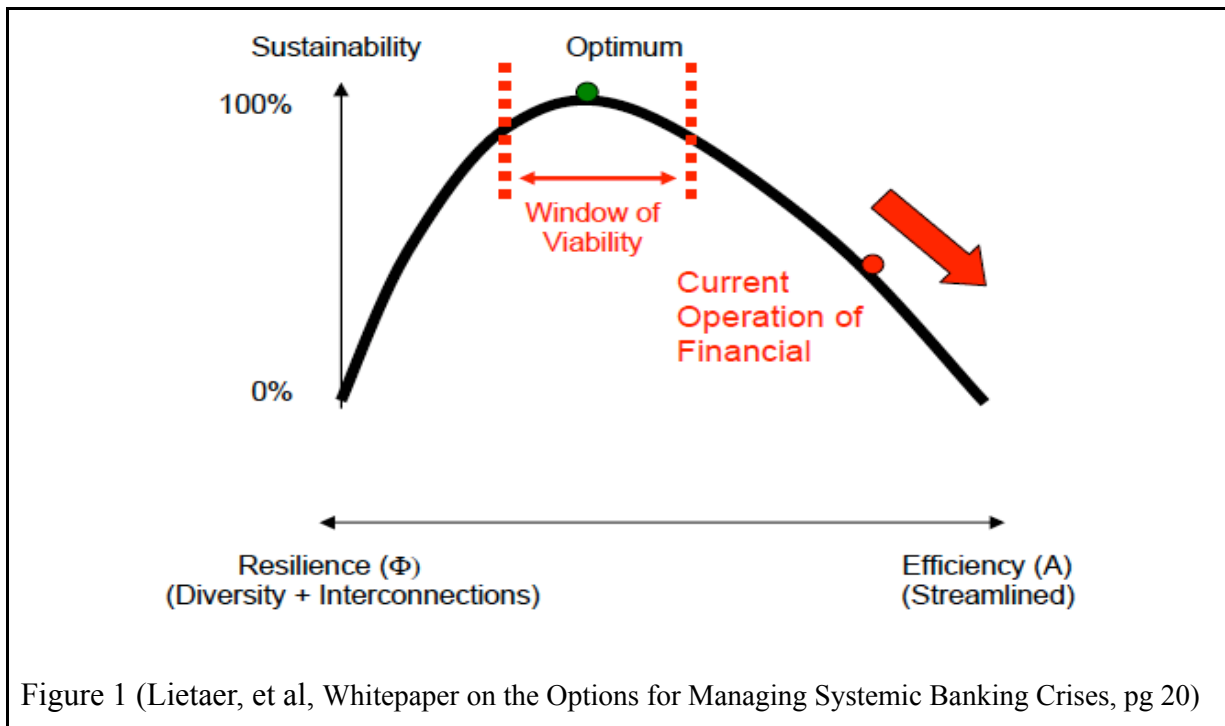 Sustainability
Optimum
100%
Window of
Viability
Current
Operation of
Financial
0%
Resilience (Φ)
(Diversity + Interconnections)
Efficiency (A)
(Streamlined)
Figure 1 (Lietaer, et al, Whitepaper on the Options for Managing Systemic Banking Crises, pg 20)